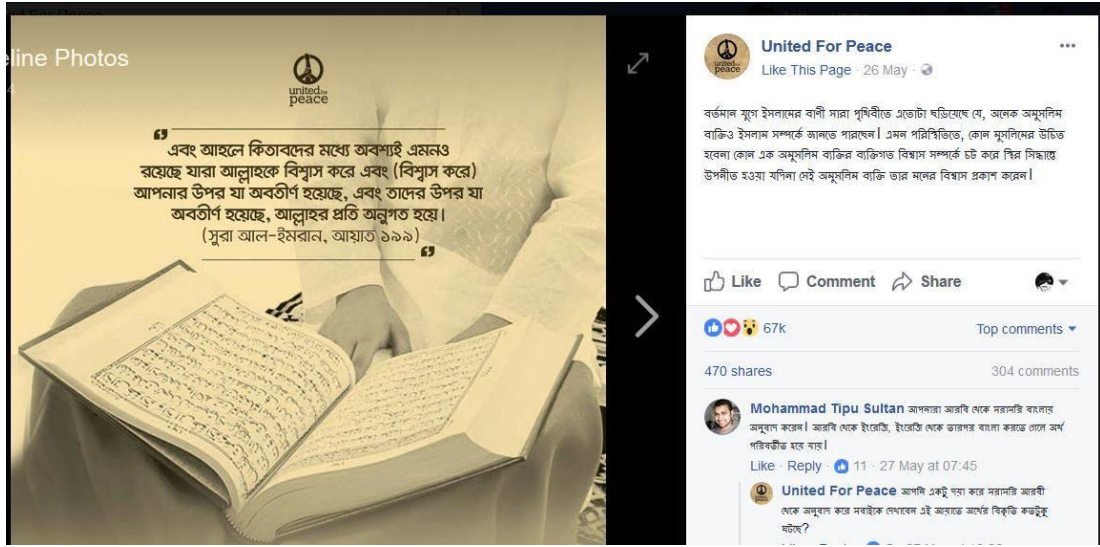 eline Photos
united for
peace
এবং আহলে কিতাবদের মধ্যে অবশ্যই এমনও
রয়েছে যারা আল্লাহকে বিশ্বাস করে এবং (বিশ্বাস করে)
আপনার উপর যা অবতীর্ণ হয়েছে, এবং তাদের উপর যা
অবতীর্ণ হয়েছে, আল্লাহর প্রতি অনুগত হয়ে।
(সুরা আল-ইমরান, আয়াত ১৯৯)
United For Peace
Like This Page · 26 May ·
বর্তমান যুগে ইসলামের বাণী সারা পৃথিবীতে এতোটা ছড়িয়েছে যে, অনেক অমুসলিম
ব্যক্তিও ইসলাম সম্পর্কে জানতে পারছেন। এমন পরিস্থিতিতে, কোন মুসলিমের উচিত
হবেনা কোন এক অমুসলিম ব্যক্তির ব্যক্তিগত বিশ্বাস সম্পর্কে চট করে স্থির সিদ্ধান্তে
উপনীত হওয়া যদিনা সেই অমুসলিম ব্যক্তি তার মনের বিশ্বাস প্রকাশ করেন।
Like Comment Share
67k Top comments
470 shares 304 comments
Mohammad Tipu Sultan আপনারা আরবি থেকে সরাসরি বাংলায়
অনুবাদ করেন। আরবি থেকে ইংরেজি, ইংরেজি থেকে তারপর বাংলা করতে গেলে অর্থ
পরিবর্তীত হয়ে যায়।
Like · Reply · 11 · 27 May at 07:45
United For Peace আপনি একটু দয়া করে সরাসরি আরবী
থেকে অনুবাদ করে সবাইকে দেখাবেন এই আয়াতে অর্থের বিকৃতি কতটুকু
ঘটছে?